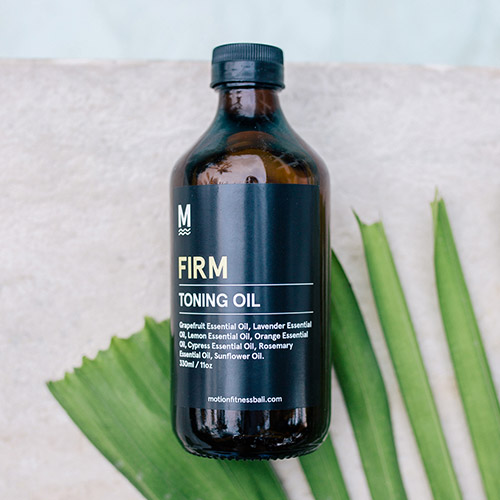 M
FIRM
TONING OIL
Grapefruit Essential Oil, Lavender Essential
Oil, Lemon Essential Oil, Orange Essential
Oil, Cypress Essential Oil, Rosemary
Essential Oil, Sunflower Oil.
330ml / 11oz
motionfitnessbali.com